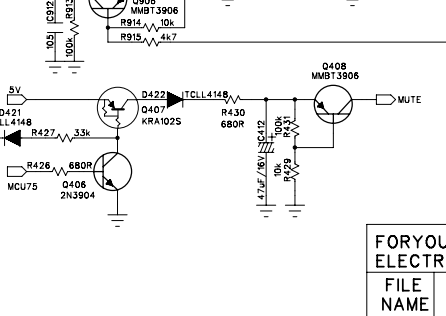 Q906
MMBT3906
C912
R913
105
100k
R914 10k
R915 4k7
Q408
MMBT3906
5V
D422 TCLL4148
MUTE
Q407
KRA102S
R430
680R
C412
47uF/16V
100k
R431
10k
R429
D421
LL4148
R427 33k
R426 680R
MCU75
Q406
2N3904
FORYOU
ELECTR
FILE
NAME